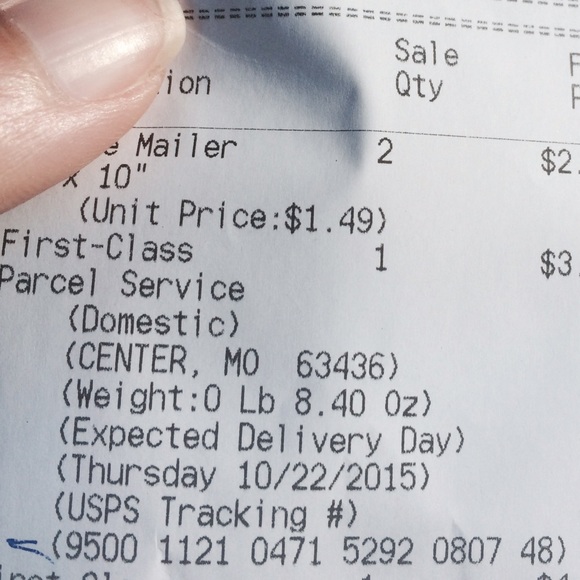 Sale
ion Qty
Mailer 2 $2.
x 10"
(Unit Price:$1.49)
First-Class 1 $3.
Parcel Service
(Domestic)
(CENTER, MO 63436)
(Weight:0 Lb 8.40 Oz)
(Expected Delivery Day)
(Thursday 10/22/2015)
(USPS Tracking #)
(9500 1121 0471 5292 0807 48)